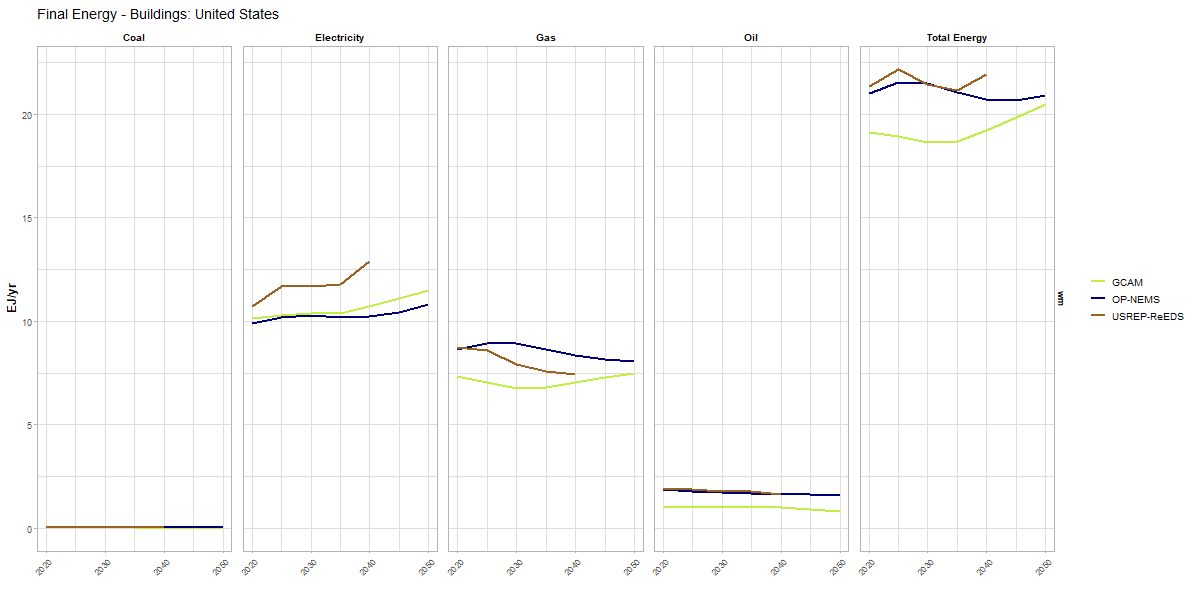 Final Energy - Buildings: United States
Coal
Electricity
Gas
Oil
Total Energy
EJ/yr
20
15
10
5
0
2020 2030 2040 2050
2020 2030 2040 2050
2020 2030 2040 2050
2020 2030 2040 2050
2020 2030 2040 2050
wm
GCAM
OP-NEMS
USREP-ReEDS